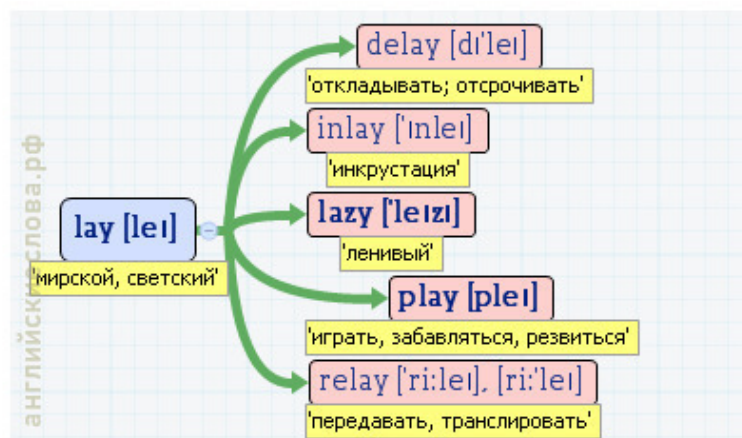 delay [dɪ'leɪ]
'откладывать; отсрочивать'
inlay ['ɪnleɪ]
'инкрустация'
lay [leɪ]
'мирской, светский'
lazy ['leɪzɪ]
'ленивый'
play [pleɪ]
'играть, забавляться, резвиться'
relay ['ri:leɪ], [ri:'leɪ]
'передавать, транслировать'
английскиеслова.рф